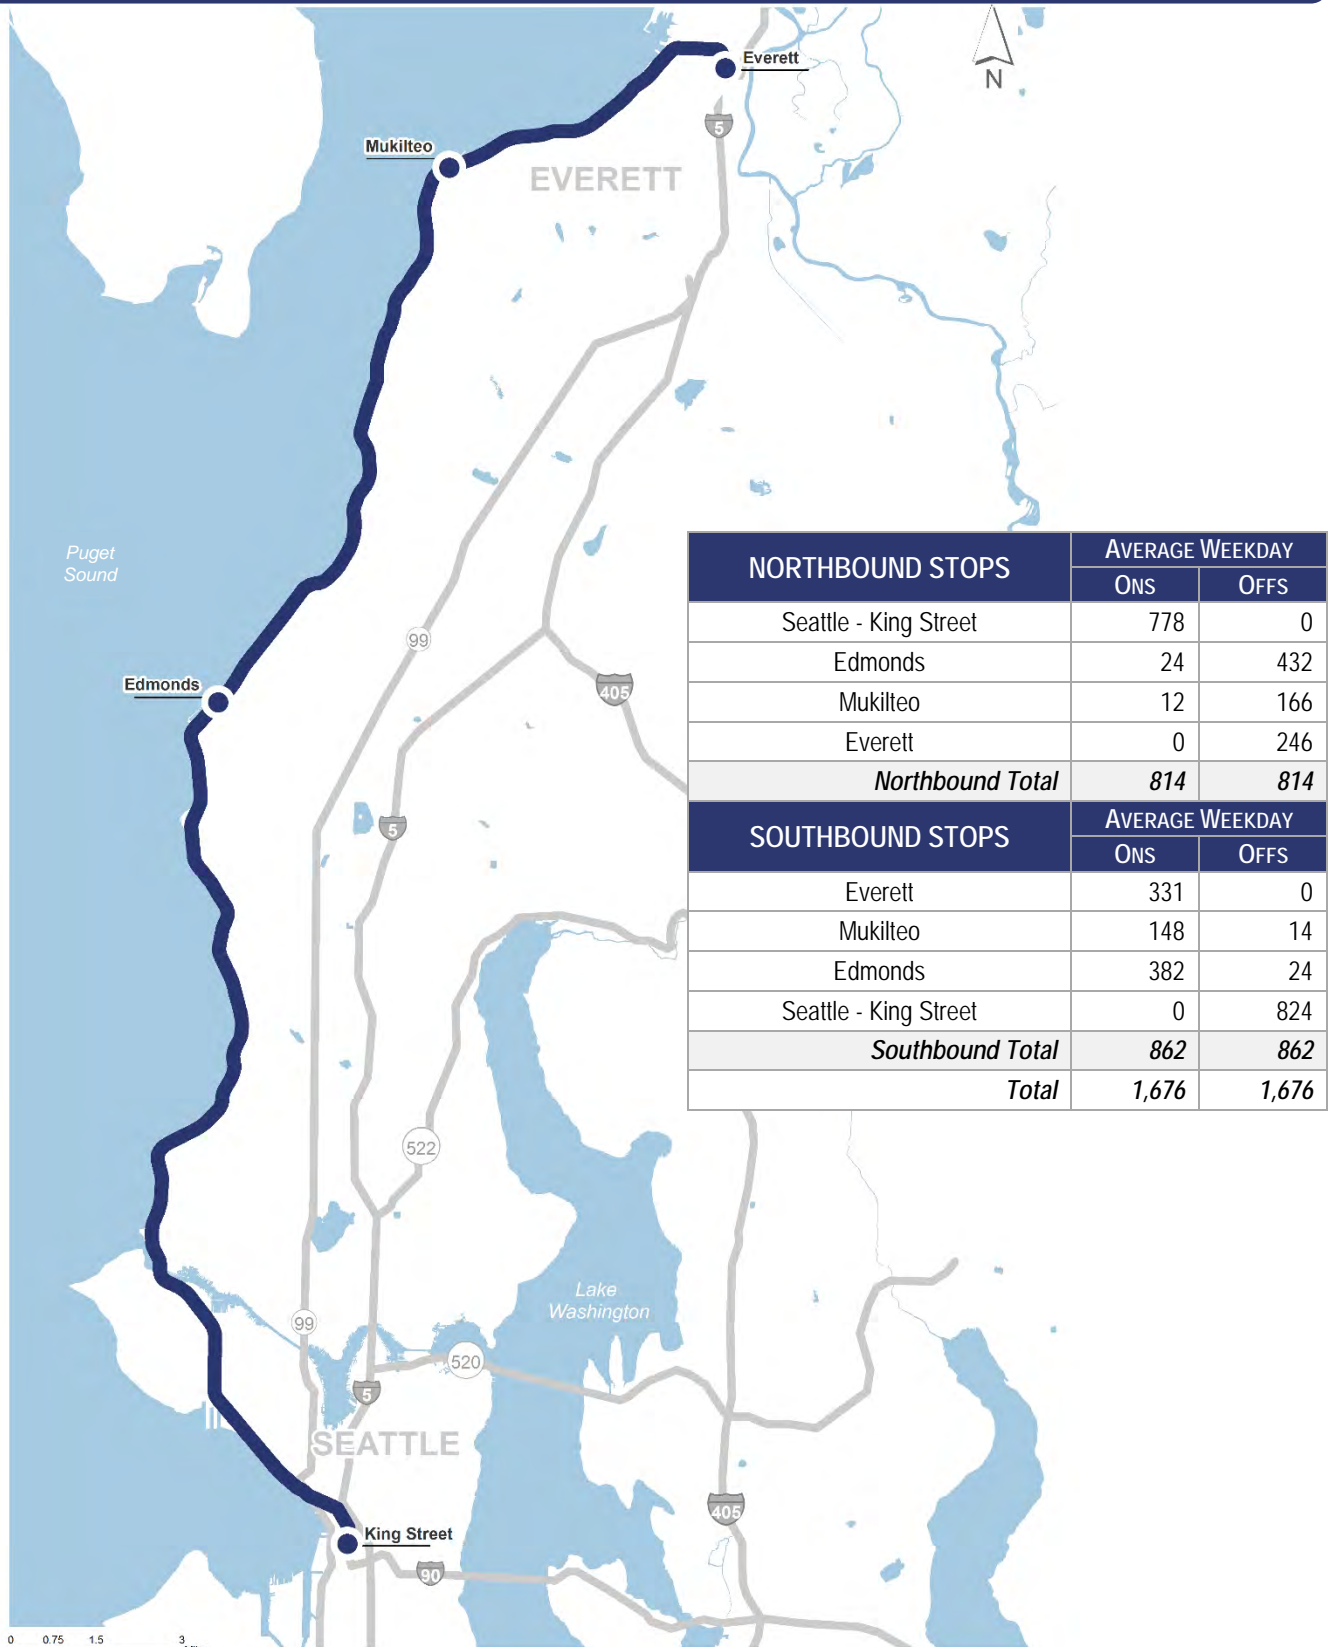 Everett
N
5
Mukilteo
EVERETT
Puget
Sound
99
Edmonds
405
5
NORTHBOUND STOPS AVERAGE WEEKDAY
ONS OFFS
Seattle - King Street 778 0
Edmonds 24 432
Mukilteo 12 166
Everett 0 246
Northbound Total 814 814
SOUTHBOUND STOPS AVERAGE WEEKDAY
ONS OFFS
Everett 331 0
Mukilteo 148 14
Edmonds 382 24
Seattle - King Street 0 824
Southbound Total 862 862
Total 1,676 1,676
522
Lake
Washington
99
520
5
SEATTLE
405
King Street
90
0 0.75 1.5 3